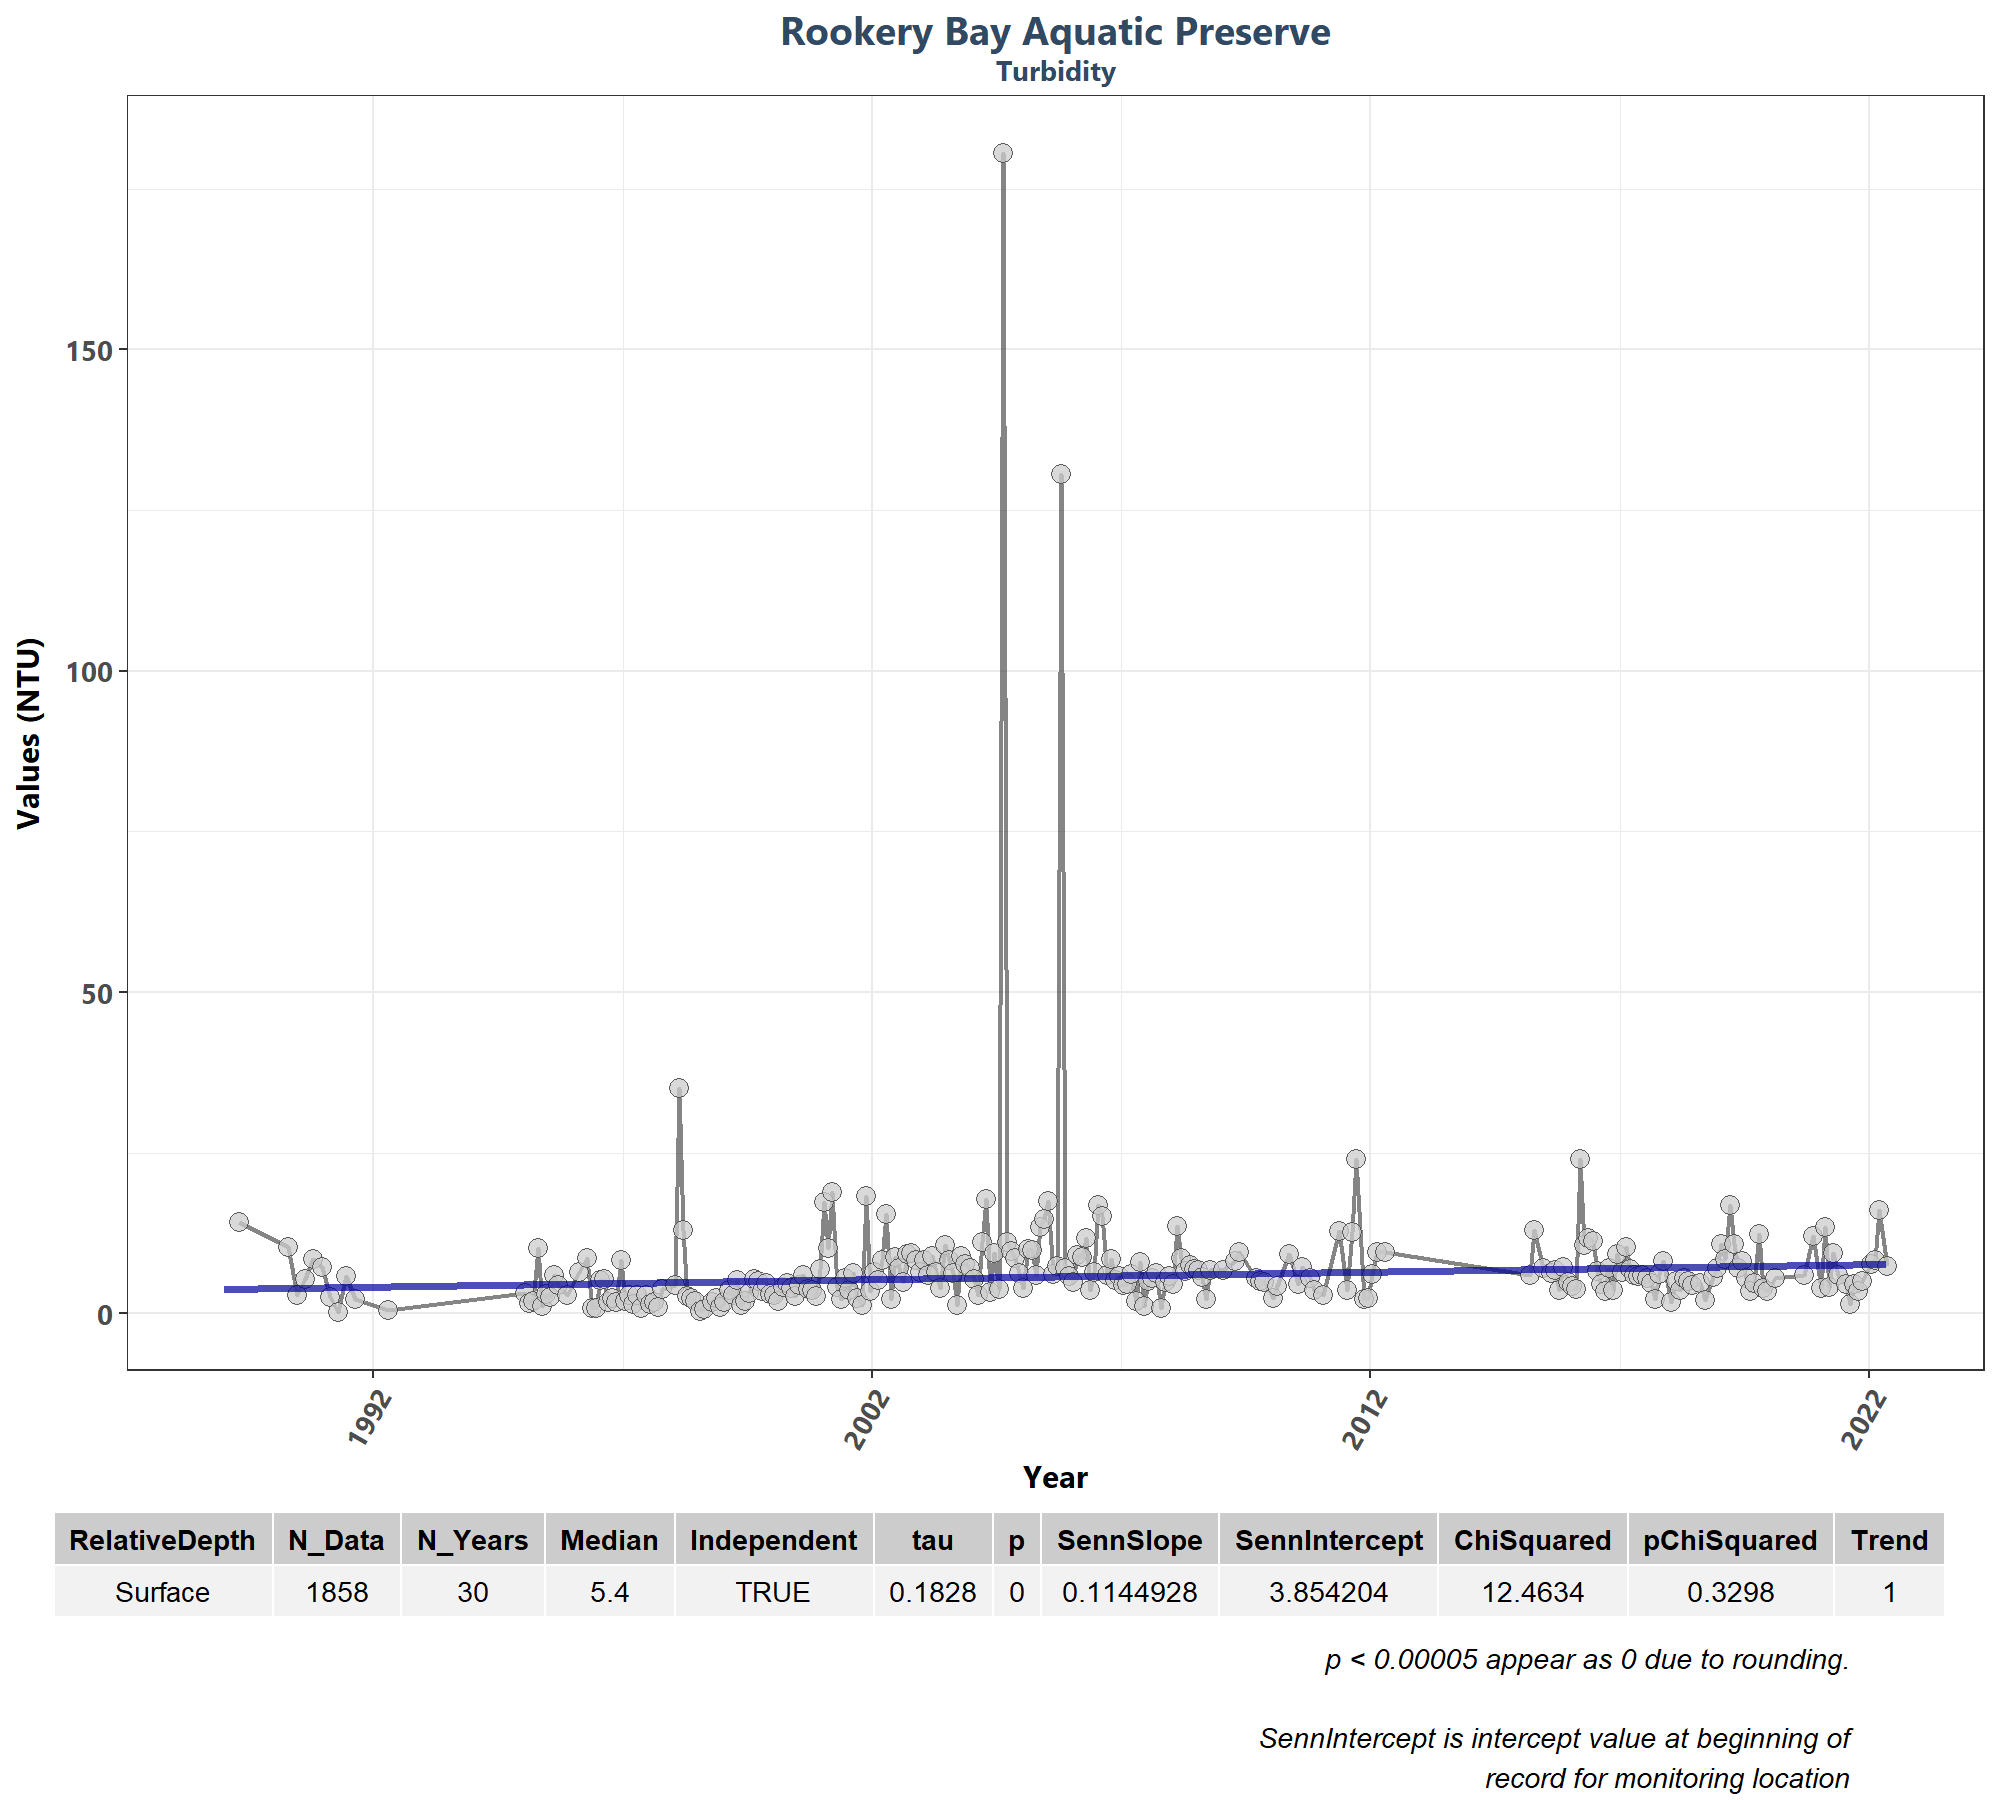 Rookery Bay Aquatic Preserve
Turbidity
Values (NTU)
150
100
50
0
1992
2002
2012
2022
Year
RelativeDepth N_Data N_Years Median Independent tau p SennSlope SennIntercept ChiSquared pChiSquared Trend
Surface 1858 30 5.4 TRUE 0.1828 0 0.1144928 3.854204 12.4634 0.3298 1
p < 0.00005 appear as 0 due to rounding.
SennIntercept is intercept value at beginning of
record for monitoring location